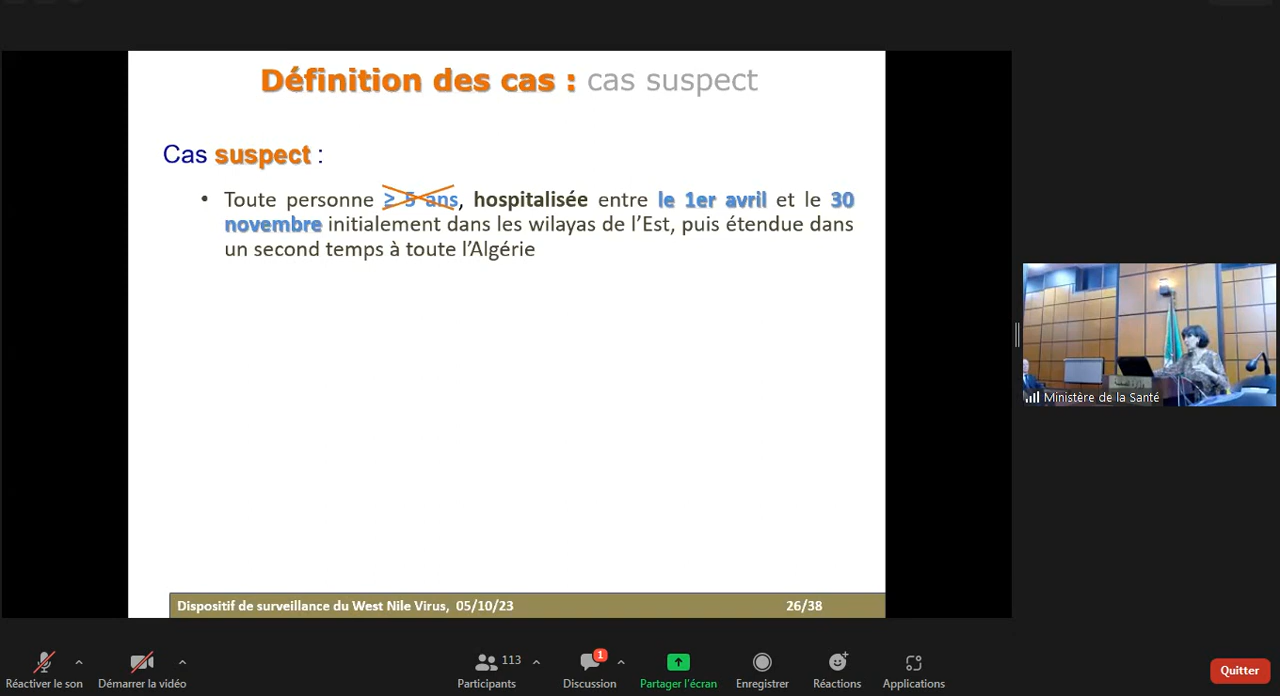 Définition des cas : cas suspect
Cas suspect :
• Toute personne ≥ 5 ans, hospitalisée entre le 1er avril et le 30
novembre initialement dans les wilayas de l’Est, puis étendue dans
un second temps à toute l’Algérie
Ministère de la Santé
Dispositif de surveillance du West Nile Virus, 05/10/23 26/38
Réactiver le son
Démarrer la vidéo
113
Participants
1
Discussion
Partager l'écran
Enregistrer
Réactions
Applications
Quitter